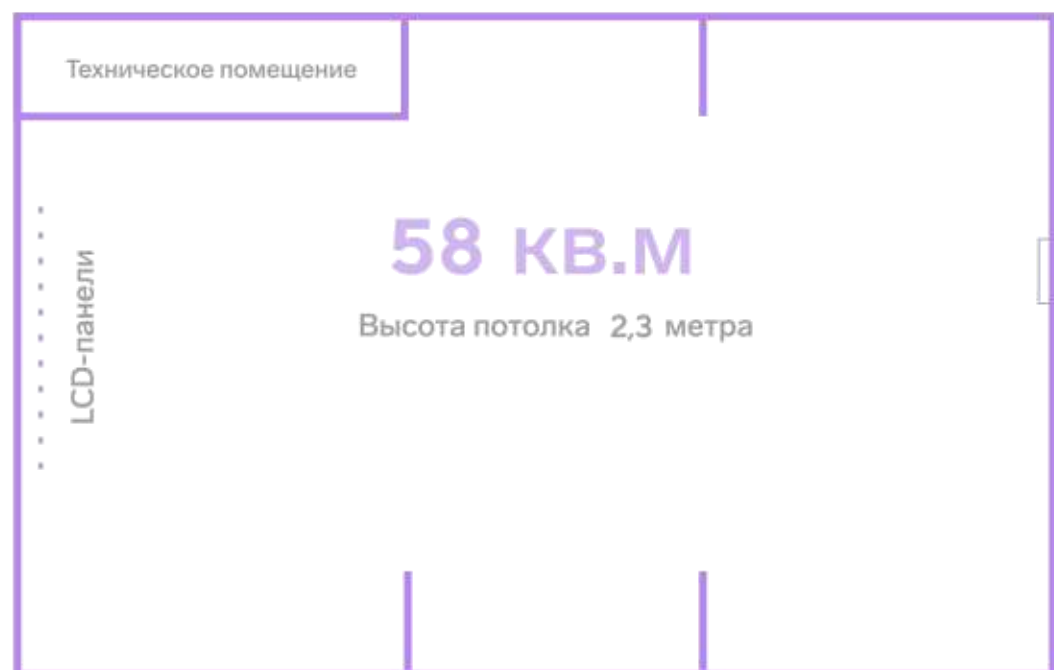 Техническое помещение
58 кв.м
Высота потолка 2,3 метра
LCD-панели